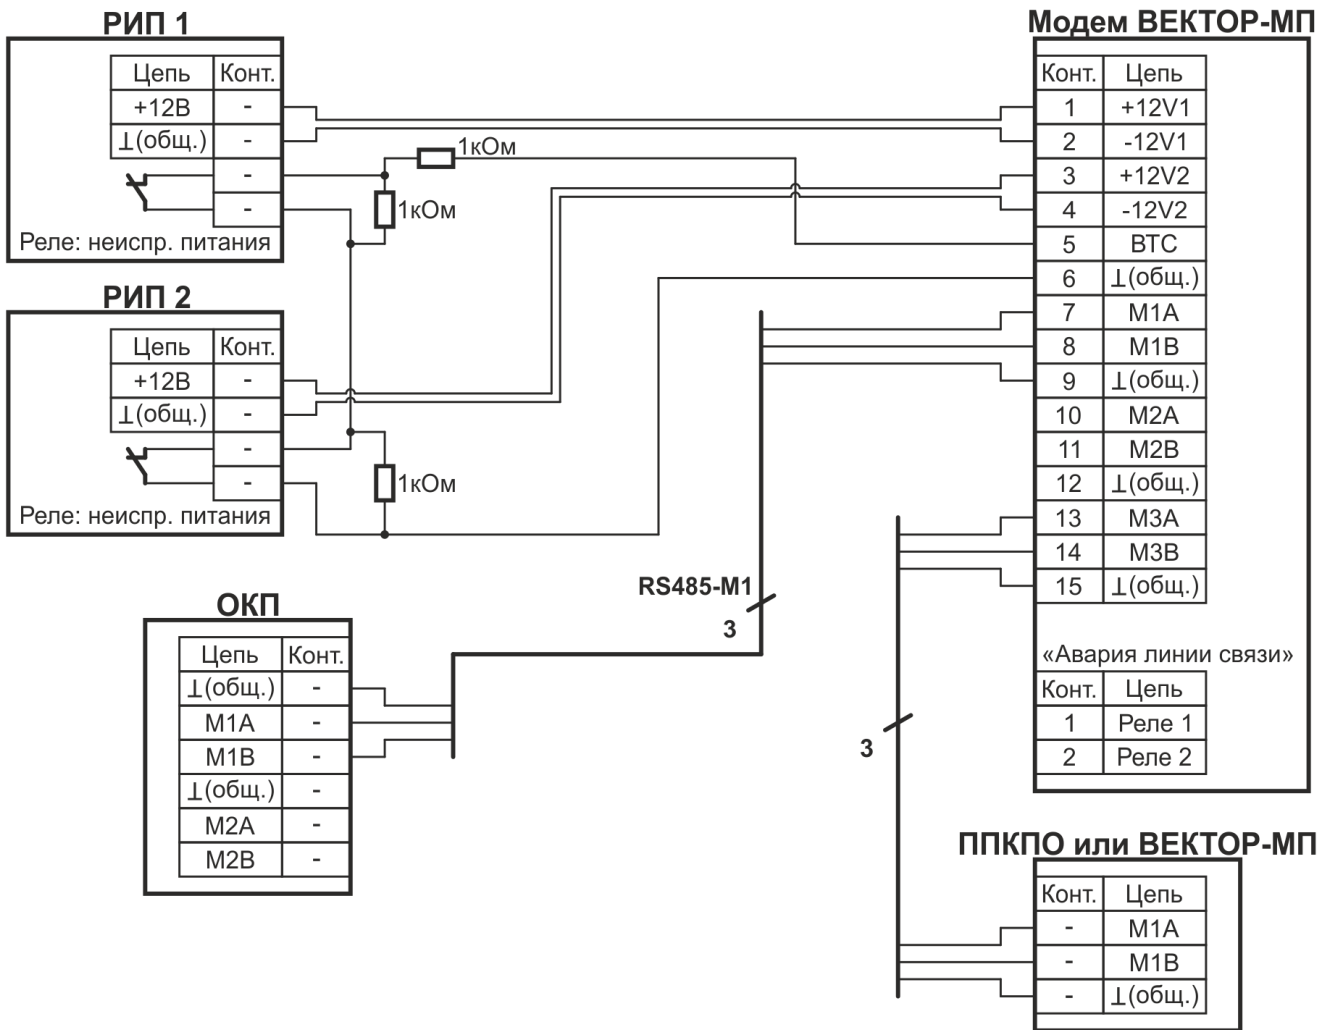 РИП 1
Цепь Конт.
+12В -
⊥(общ.) -
-
-
Реле: неиспр. питания
1кОм
1кОм
РИП 2
Цепь Конт.
+12В -
⊥(общ.) -
-
-
Реле: неиспр. питания
1кОм
ОКП
Цепь Конт.
⊥(общ.) -
М1А -
М1В -
⊥(общ.) -
М2А -
М2В -
RS485-М1
3
3
Модем ВЕКТОР-МП
Конт. Цепь
1 +12V1
2 -12V1
3 +12V2
4 -12V2
5 ВТС
6 ⊥(общ.)
7 М1А
8 М1В
9 ⊥(общ.)
10 М2А
11 М2В
12 ⊥(общ.)
13 М3А
14 М3В
15 ⊥(общ.)
«Авария линии связи»
Конт. Цепь
1 Реле 1
2 Реле 2
ППКПО или ВЕКТОР-МП
Конт. Цепь
- М1А
- М1В
- ⊥(общ.)